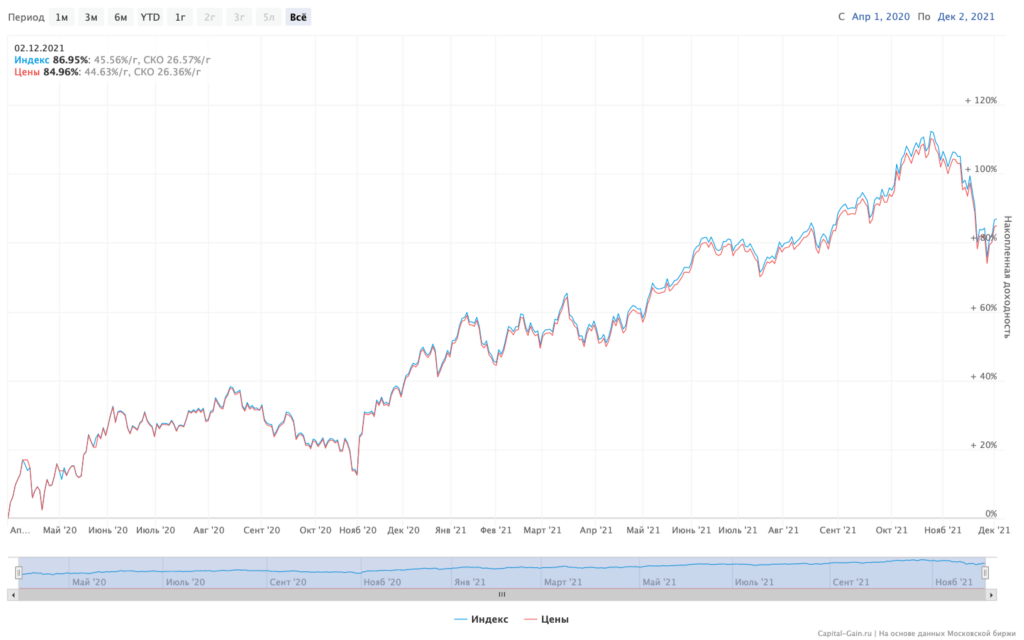 Период 1м 3м 6м YTD 1г 2г 3г 5л Всё С Апр 1, 2020 По Дек 2, 2021
02.12.2021
Индекс 86.95%: 45.56%/г, СКО 26.57%/г
Цены 84.96%: 44.63%/г, СКО 26.36%/г
+ 120%
+ 100%
+ 80%
+ 60%
+ 40%
+ 20%
0%
Накопленная доходность
Ап... Май '20 Июнь '20 Июль '20 Авг '20 Сент '20 Окт '20 Нояб '20 Дек '20 Янв '21 Фев '21 Март '21 Апр '21 Май '21 Июнь '21 Июль '21 Авг '21 Сент '21 Окт '21 Нояб '21 Дек '21
Май '20 Июль '20 Сент '20 Нояб '20 Янв '21 Март '21 Май '21 Июль '21 Сент '21 Нояб '21
Индекс Цены
Capital-Gain.ru | На основе данных Московской биржи